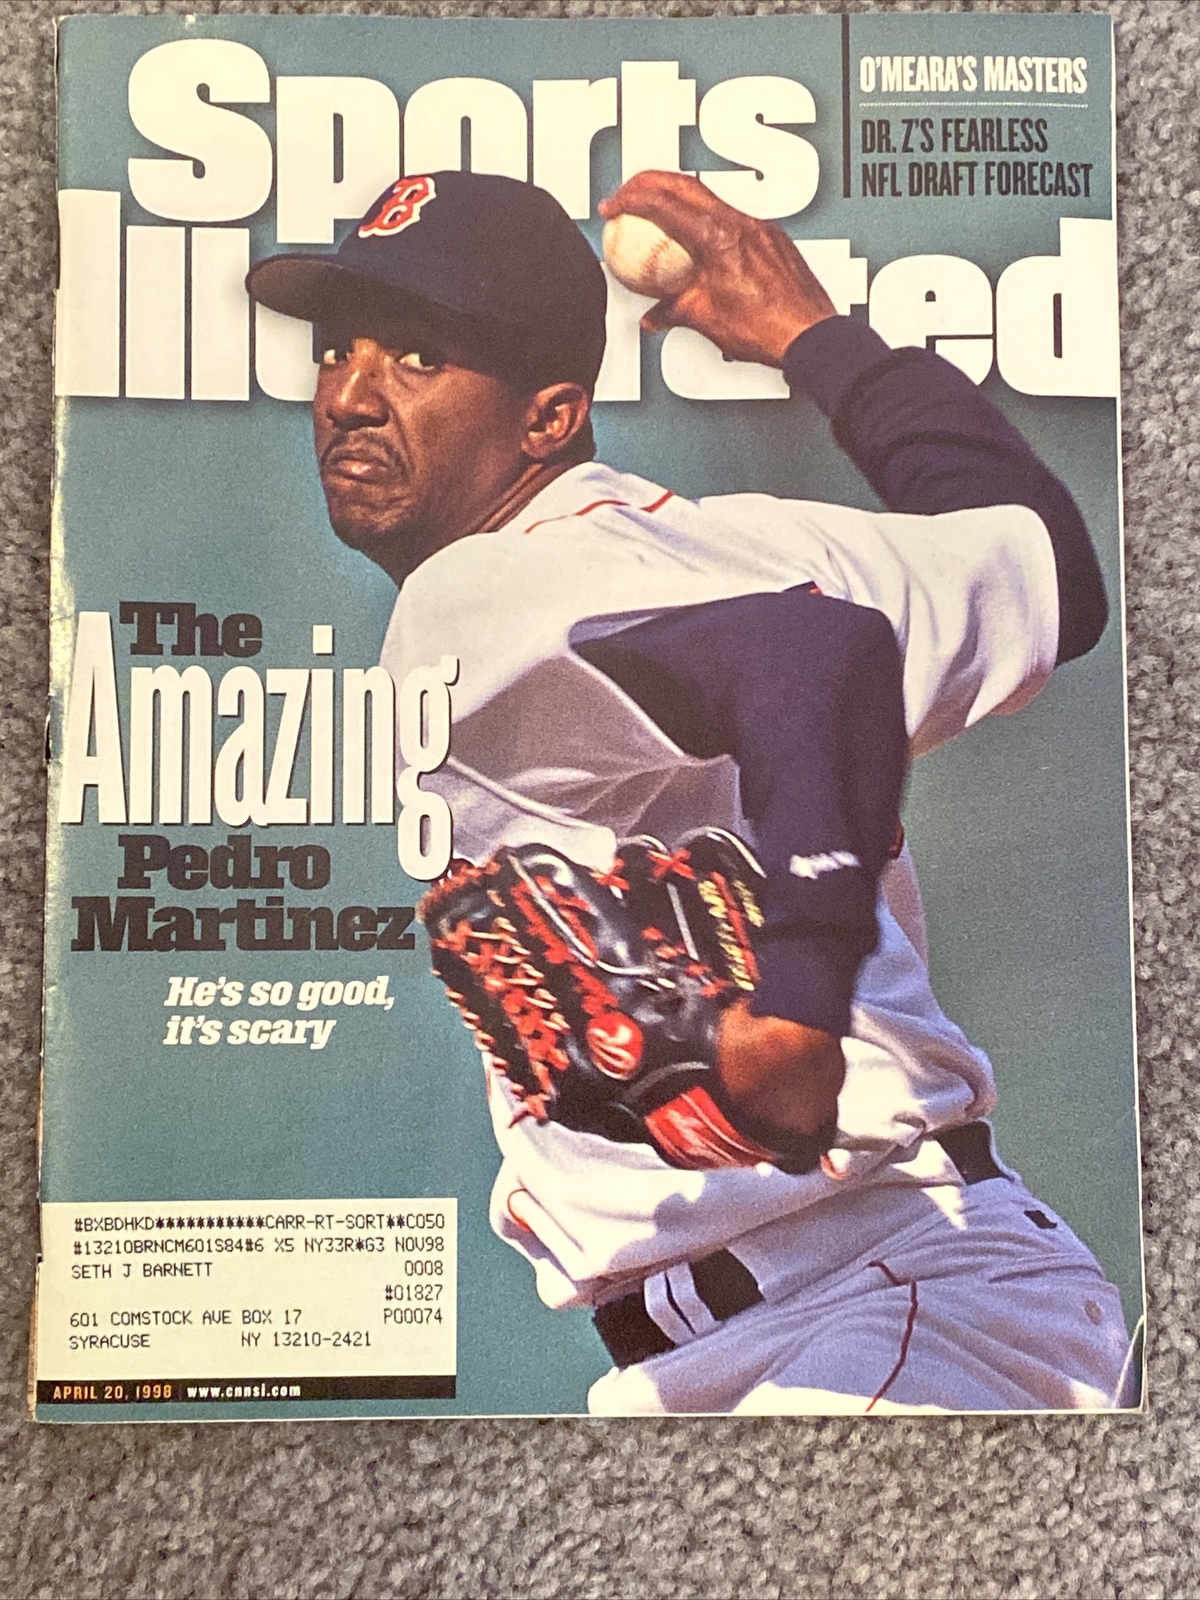 Sports
Illustrated
O'MEARA'S MASTERS
DR. Z'S FEARLESS
NFL DRAFT FORECAST
B
The
Amazing
Pedro
Martinez
He's so good,
it's scary
#BXBDHKD***********CARR-RT-SORT**C050
#13210BRNCM601S84#6 X5 NY33R*G3 NOV98
SETH J BARNETT 0008
#01827
601 COMSTOCK AVE BOX 17 P00074
SYRACUSE NY 13210-2421
APRIL 20, 1998 www.cnnsi.com